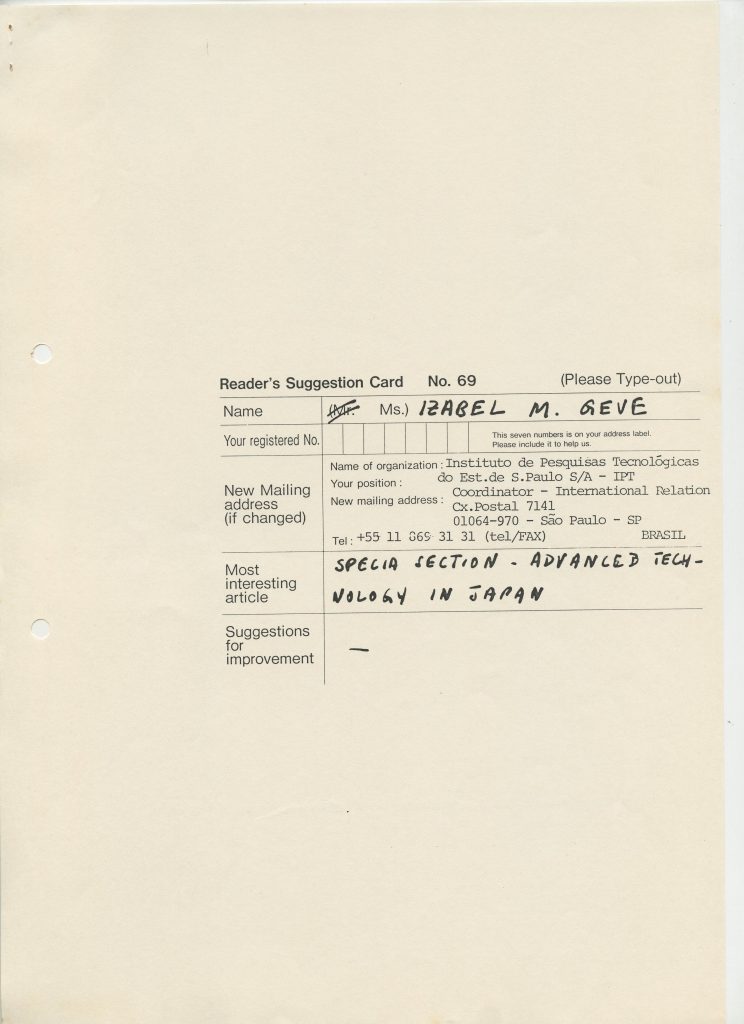 Reader's Suggestion Card No. 69 (Please Type-out)
Name (Mr. Ms.) IZABEL M. GEVE
Your registered No. This seven numbers is on your address label.
Please include it to help us.
New Mailing address (if changed)
Name of organization : Instituto de Pesquisas Tecnológicas
do Est.de S.Paulo S/A - IPT
Your position : Coordinator - International Relation
New mailing address : Cx.Postal 7141
01064-970 - São Paulo - SP
Tel : +55 11 869 31 31 (tel/FAX) BRASIL
Most interesting article
SPECIA SECTION - ADVANCED TECH-
NOLOGY IN JAPAN
Suggestions for improvement
—